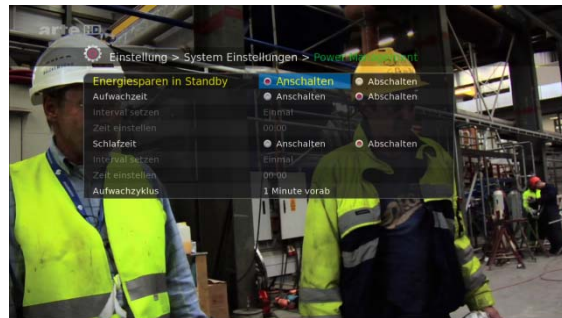 arte HD
Einstellung > System Einstellungen > PowerManagement
Energiesparen in Standby Anschalten Abschalten
Aufwachzeit Anschalten Abschalten
Interval setzen Einmal
Zeit einstellen 00:00
Schlafzeit Anschalten Abschalten
Interval setzen Einmal
Zeit einstellen 00:00
Aufwachzyklus 1 Minute vorab